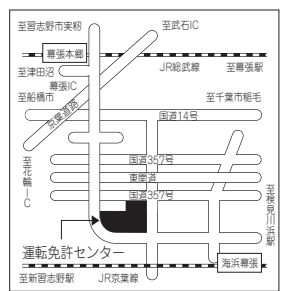 至習志野市実籾
至武石IC
幕張本郷
至津田沼
JR総武線
至幕張駅
幕張IC
至船橋市
京葉道路
至千葉市稲毛
国道14号
国道357号
東関道
国道357号
至花輪IC
至検見川浜駅
運転免許センター
海浜幕張
至新習志野駅
JR京葉線